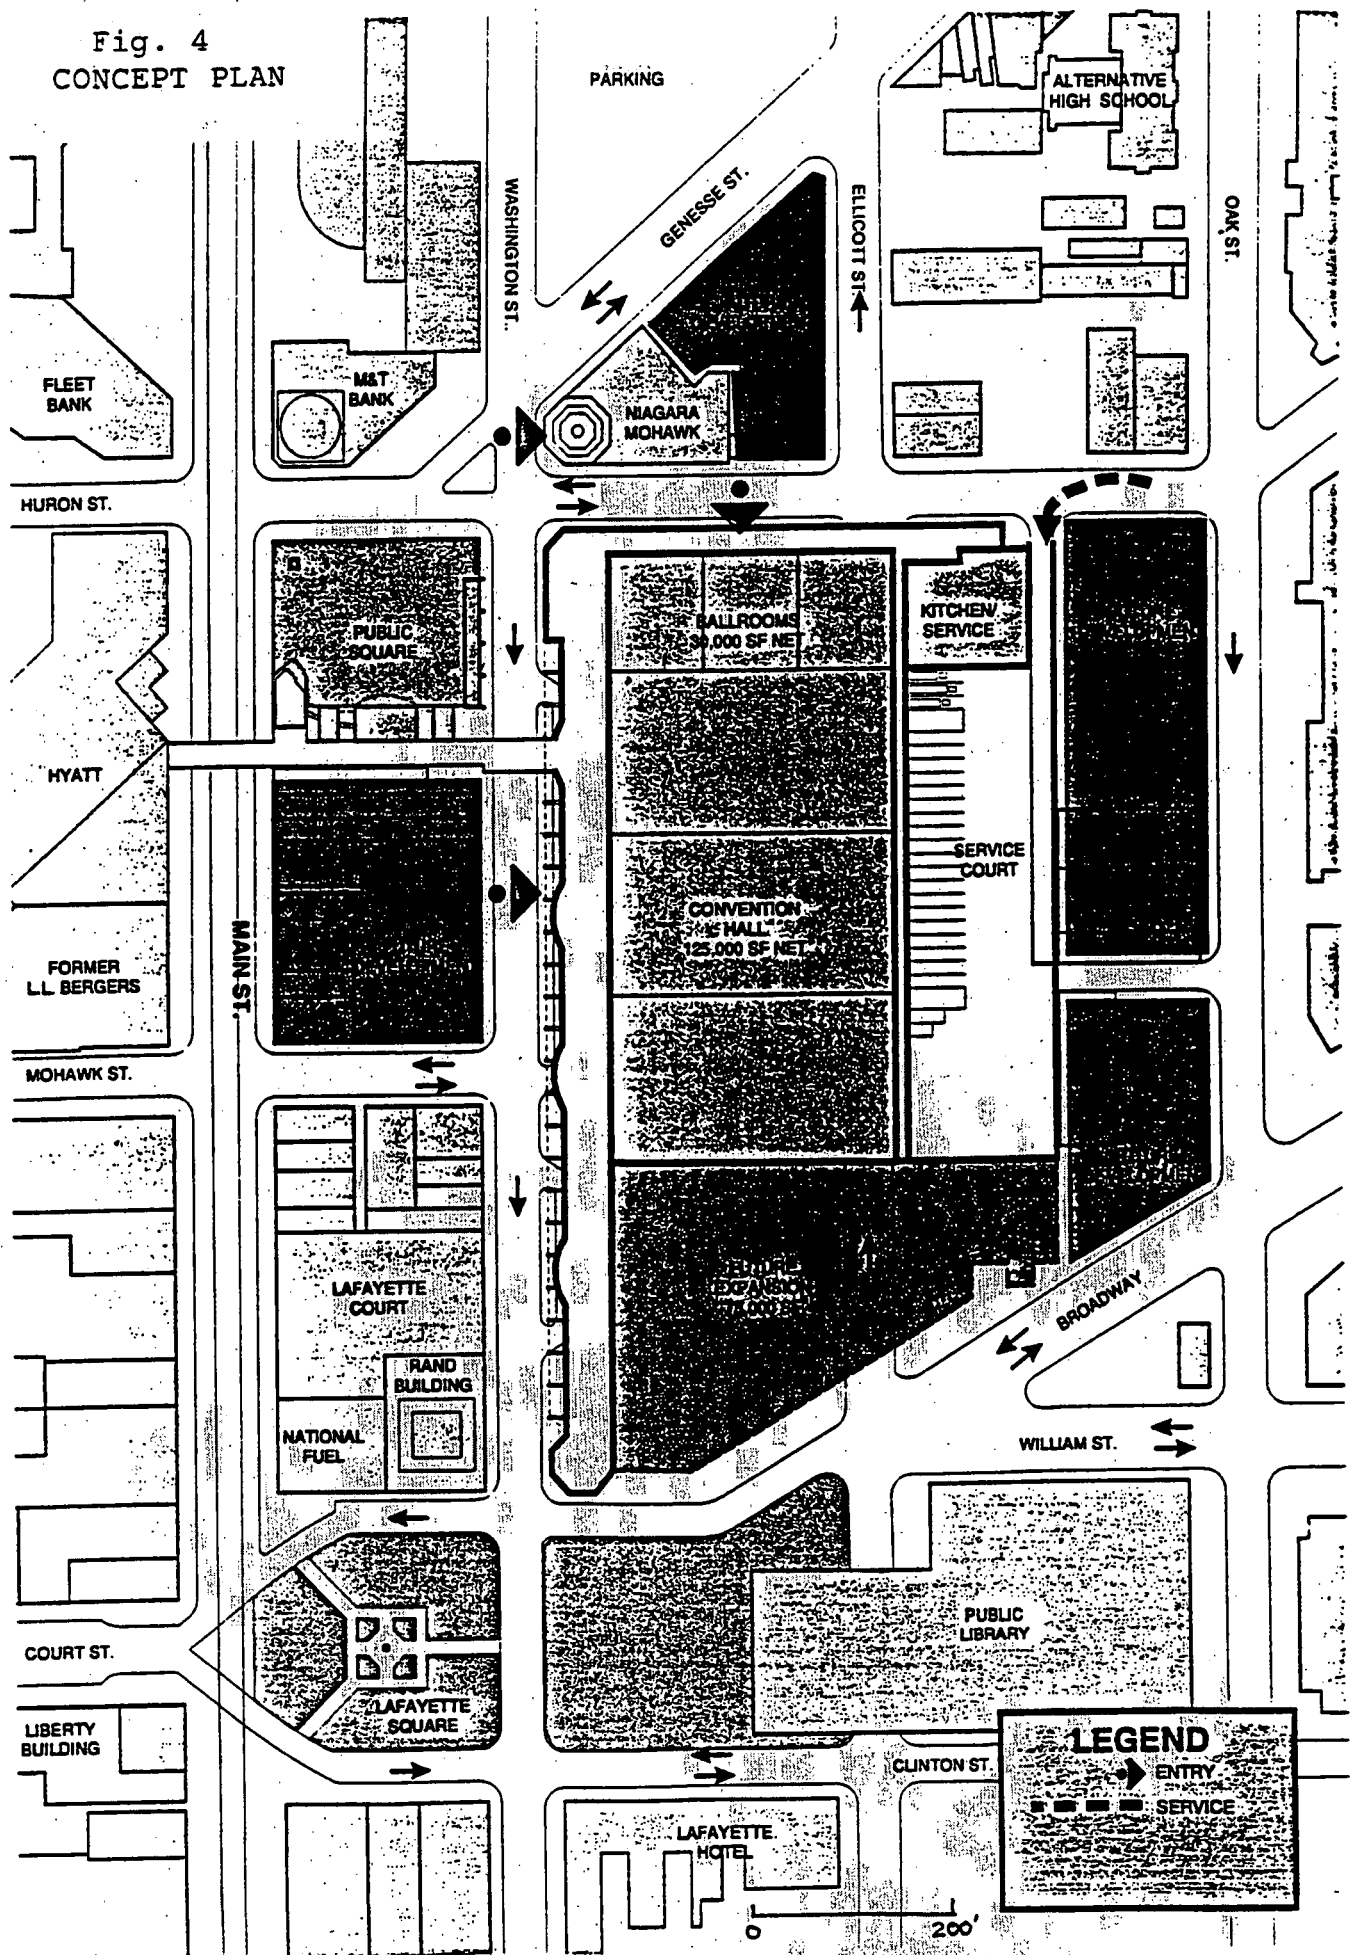 Fig. 4
CONCEPT PLAN
PARKING
ALTERNATIVE
HIGH SCHOOL
WASHINGTON ST.
GENESSE ST.
ELLICOTT ST.
OAK ST.
FLEET
BANK
M&T
BANK
NIAGARA
MOHAWK
HURON ST.
PUBLIC
SQUARE
BALLROOMS
30,000 SF NET
KITCHEN/
SERVICE
HYATT
SERVICE
COURT
CONVENTION
HALL
125,000 SF NET
FORMER
L.L. BERGERS
MAIN ST.
MOHAWK ST.
LAFAYETTE
COURT
FUTURE
EXPANSION
BROADWAY
RAND
BUILDING
NATIONAL
FUEL
WILLIAM ST.
PUBLIC
LIBRARY
COURT ST.
LAFAYETTE
SQUARE
LIBERTY
BUILDING
CLINTON ST.
LEGEND
ENTRY
SERVICE
LAFAYETTE
HOTEL
0 200'